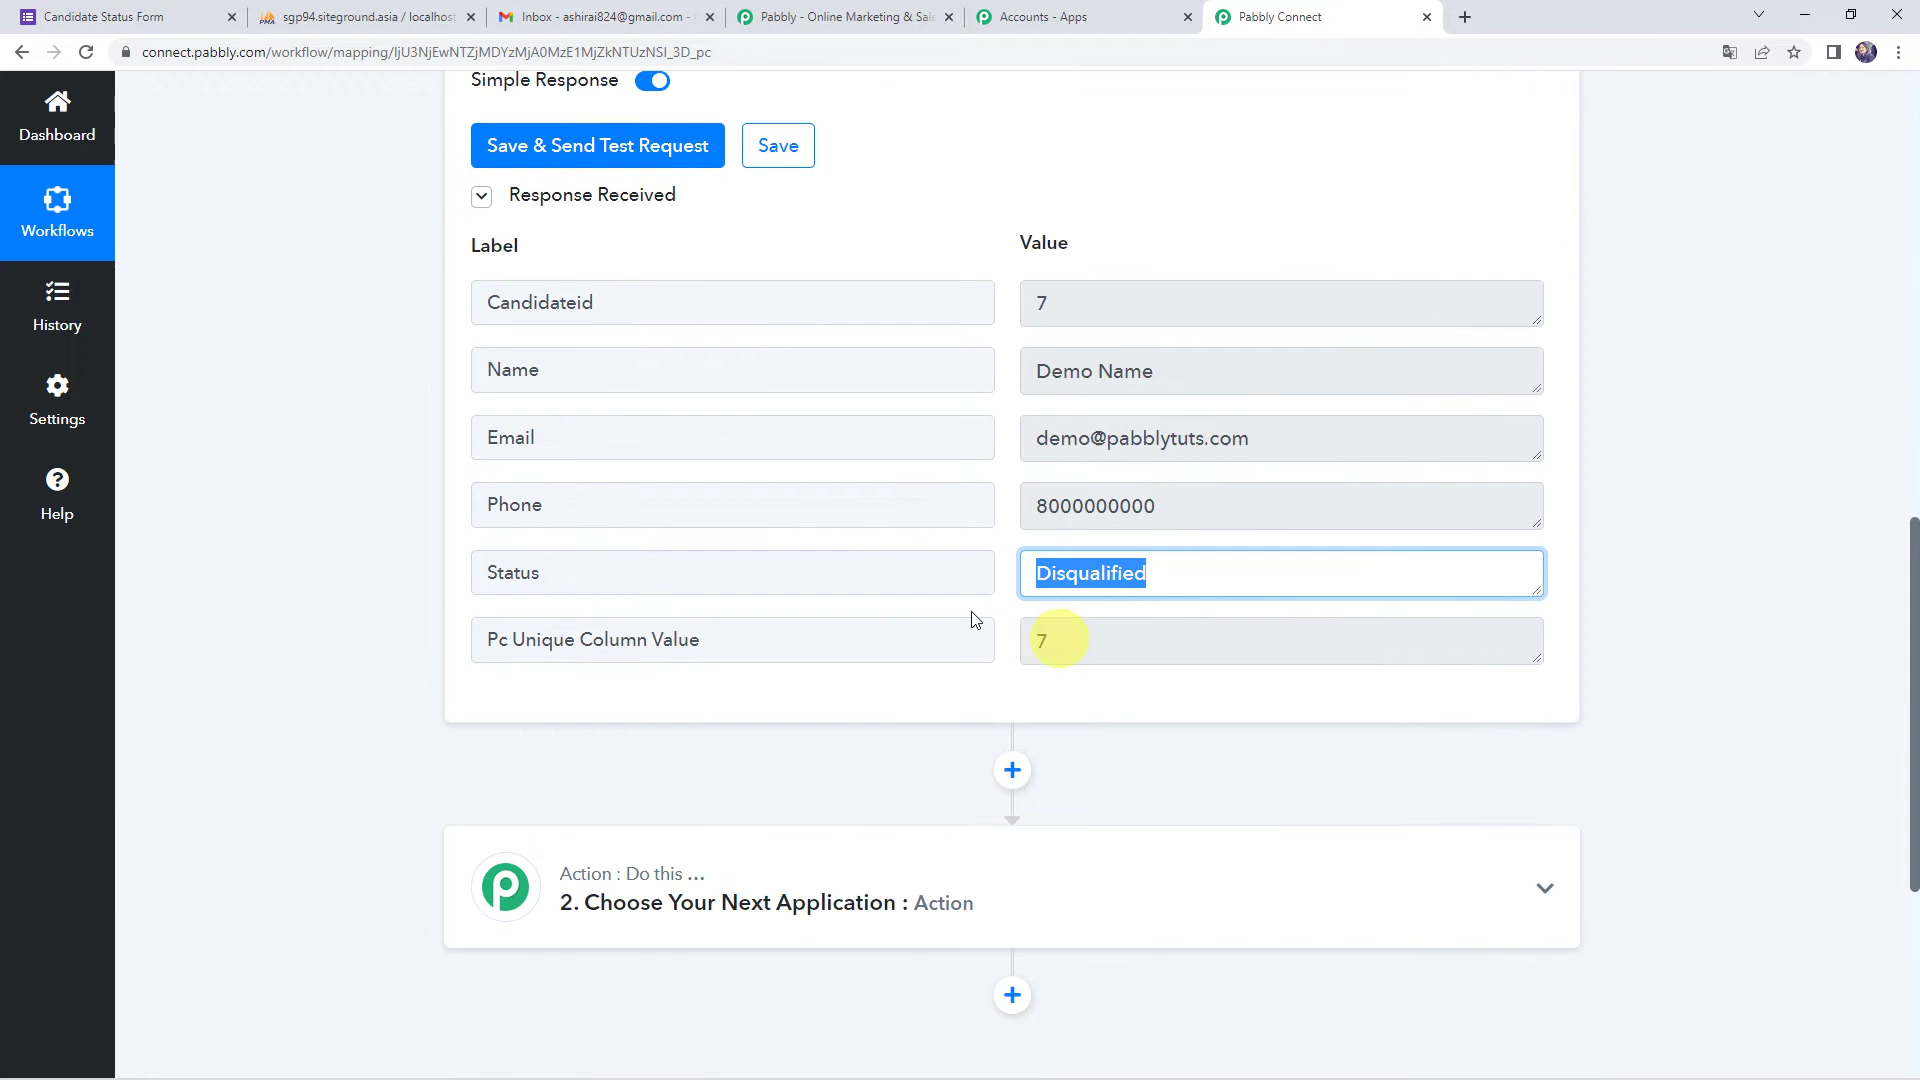 Candidate Status Form
sgp94.siteground.asia / localhost
Inbox - ashirai824@gmail.com -
Pabbly - Online Marketing & Sale
Accounts - Apps
Pabbly Connect
connect.pabbly.com/workflow/mapping/IjU3NjEwNTZjMDYzMjA0MzE1MjZkNTUzNSI_3D_pc
Dashboard
Workflows
History
Settings
Help
Simple Response
Save & Send Test Request
Save
Response Received
Label
Value
Candidateid
7
Name
Demo Name
Email
demo@pabblytuts.com
Phone
8000000000
Status
Disqualified
Pc Unique Column Value
7
Action : Do this ...
2. Choose Your Next Application : Action